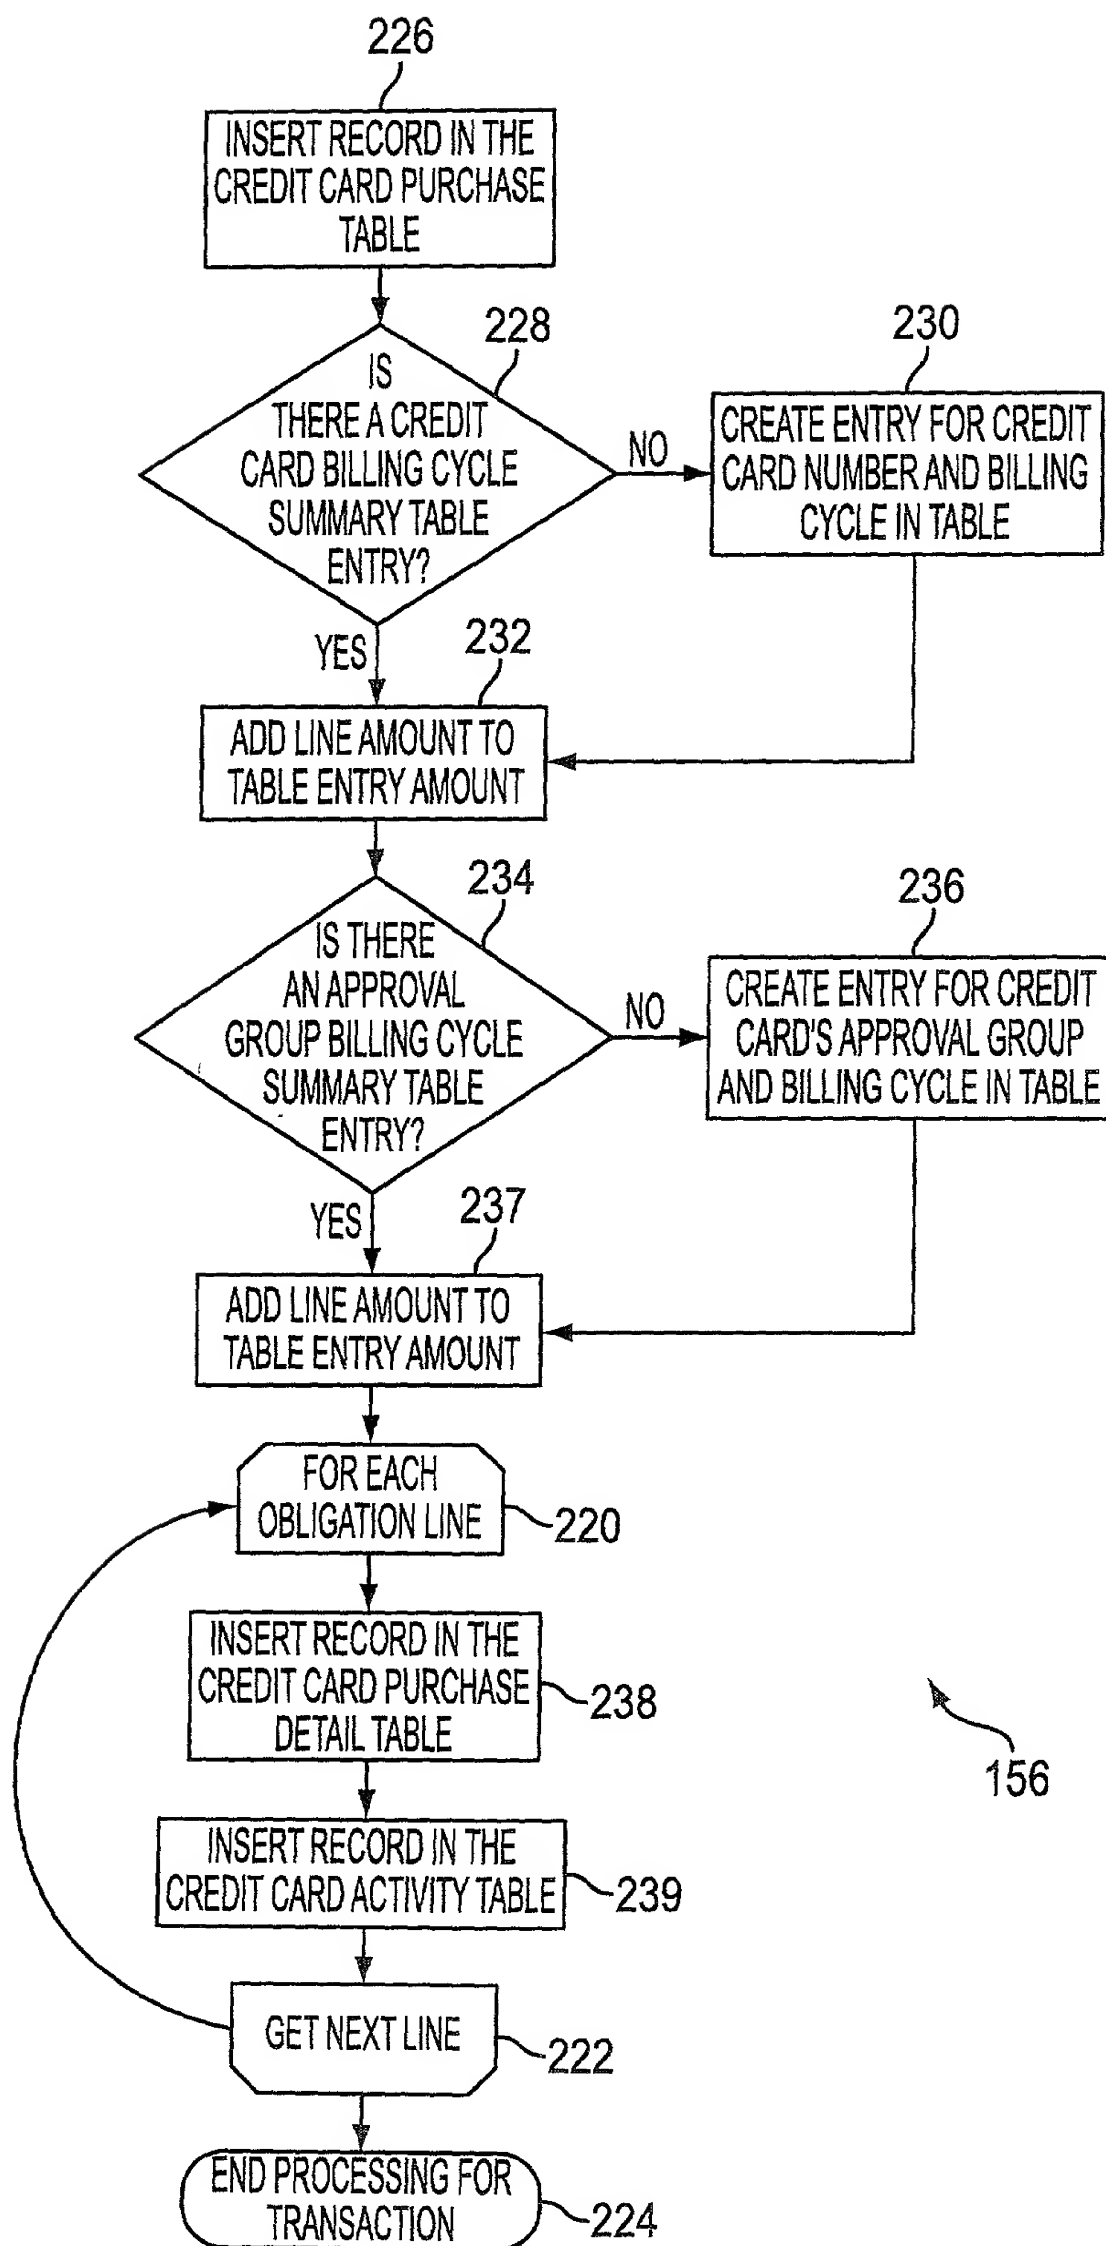 226
INSERT RECORD IN THE
CREDIT CARD PURCHASE
TABLE
228
IS
THERE A CREDIT
CARD BILLING CYCLE
SUMMARY TABLE
ENTRY?
NO
230
CREATE ENTRY FOR CREDIT
CARD NUMBER AND BILLING
CYCLE IN TABLE
YES
232
ADD LINE AMOUNT TO
TABLE ENTRY AMOUNT
234
IS THERE
AN APPROVAL
GROUP BILLING CYCLE
SUMMARY TABLE
ENTRY?
NO
236
CREATE ENTRY FOR CREDIT
CARD'S APPROVAL GROUP
AND BILLING CYCLE IN TABLE
YES
237
ADD LINE AMOUNT TO
TABLE ENTRY AMOUNT
FOR EACH
OBLIGATION LINE
220
INSERT RECORD IN THE
CREDIT CARD PURCHASE
DETAIL TABLE
238
156
INSERT RECORD IN THE
CREDIT CARD ACTIVITY TABLE
239
GET NEXT LINE
222
END PROCESSING FOR
TRANSACTION
224